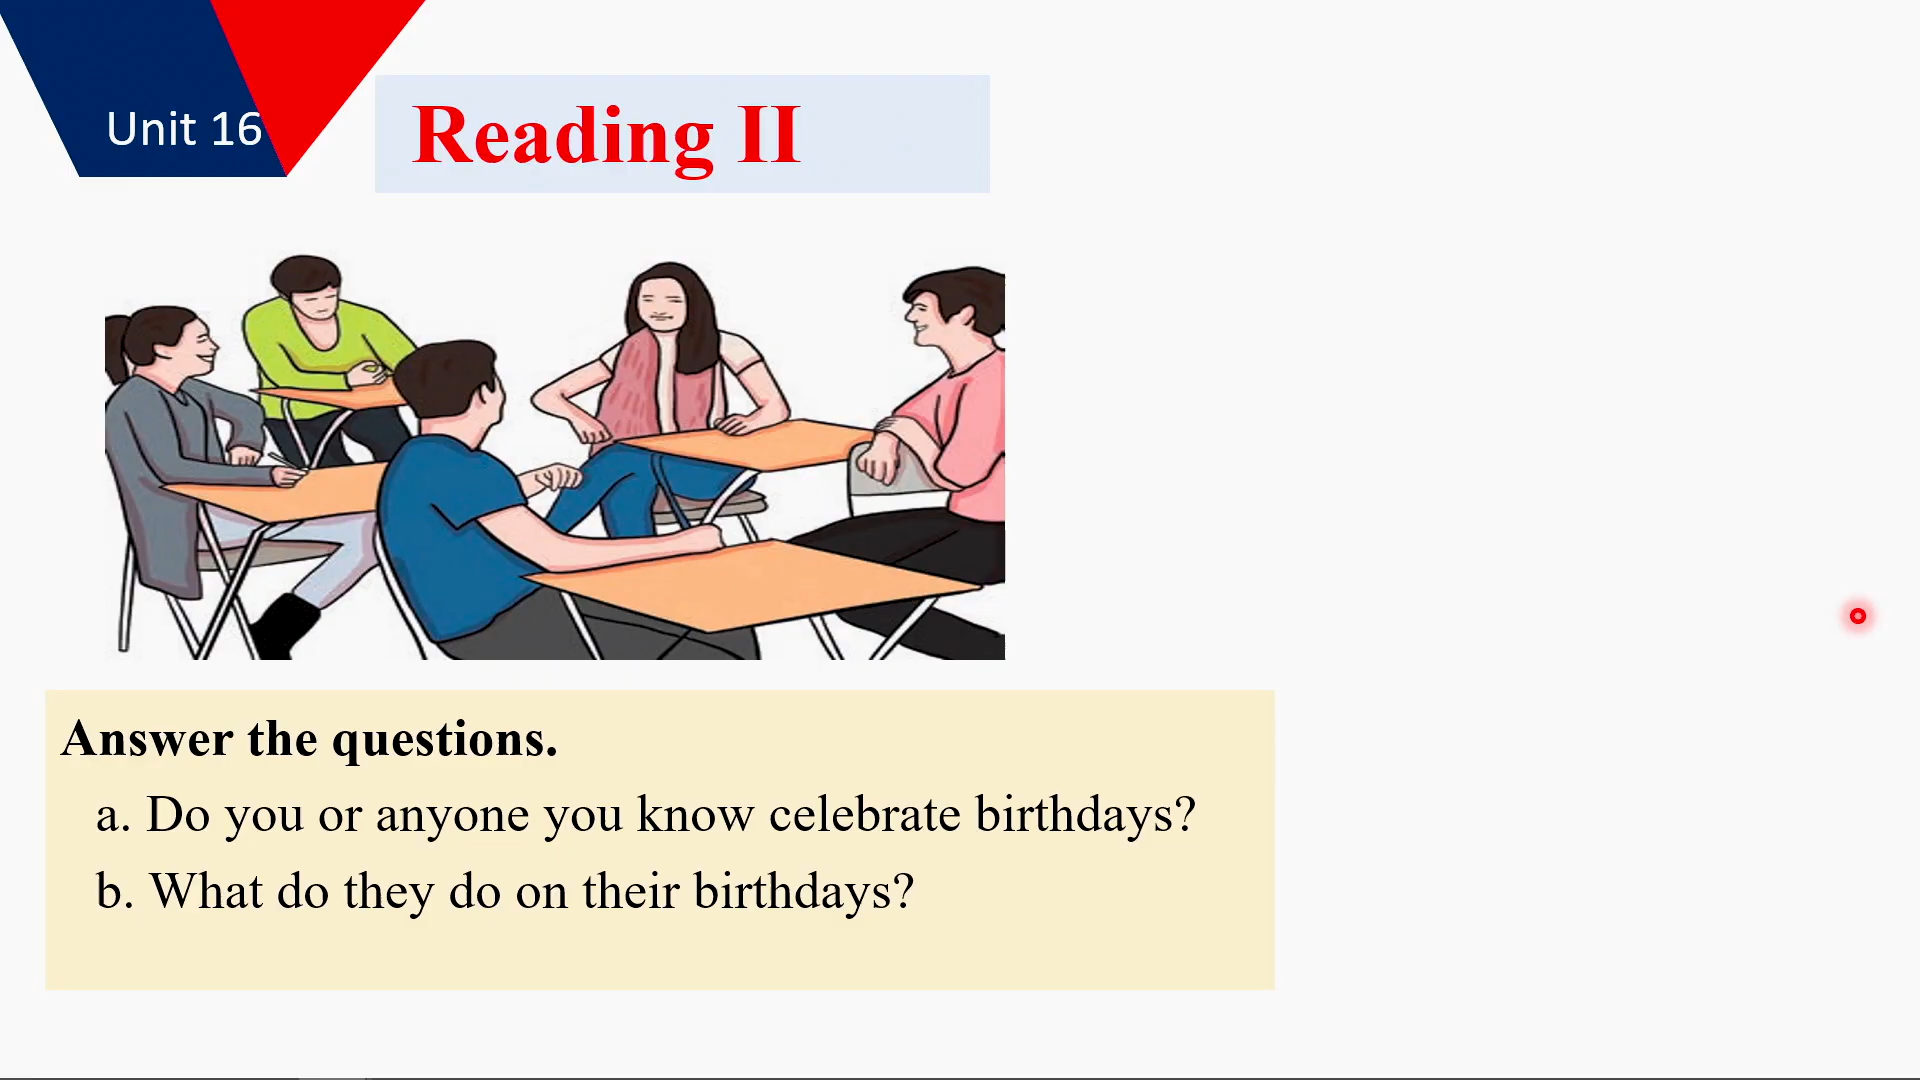 Unit 16
Reading II
Answer the questions.
a. Do you or anyone you know celebrate birthdays?
b. What do they do on their birthdays?